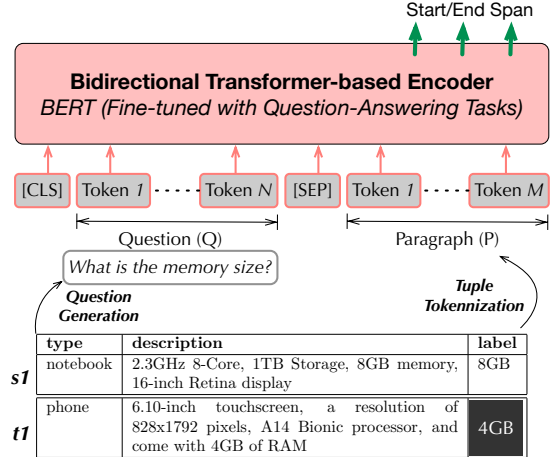 Start/End Span
Bidirectional Transformer-based Encoder
BERT (Fine-tuned with Question-Answering Tasks)
[CLS] Token 1 ..... Token N [SEP] Token 1 ..... Token M
Question (Q) Paragraph (P)
What is the memory size?
Question Generation
Tuple Tokennization
type description label
s1 notebook 2.3GHz 8-Core, 1TB Storage, 8GB memory, 8GB
16-inch Retina display
t1 phone 6.10-inch touchscreen, a resolution of
828x1792 pixels, A14 Bionic processor, and 4GB
come with 4GB of RAM